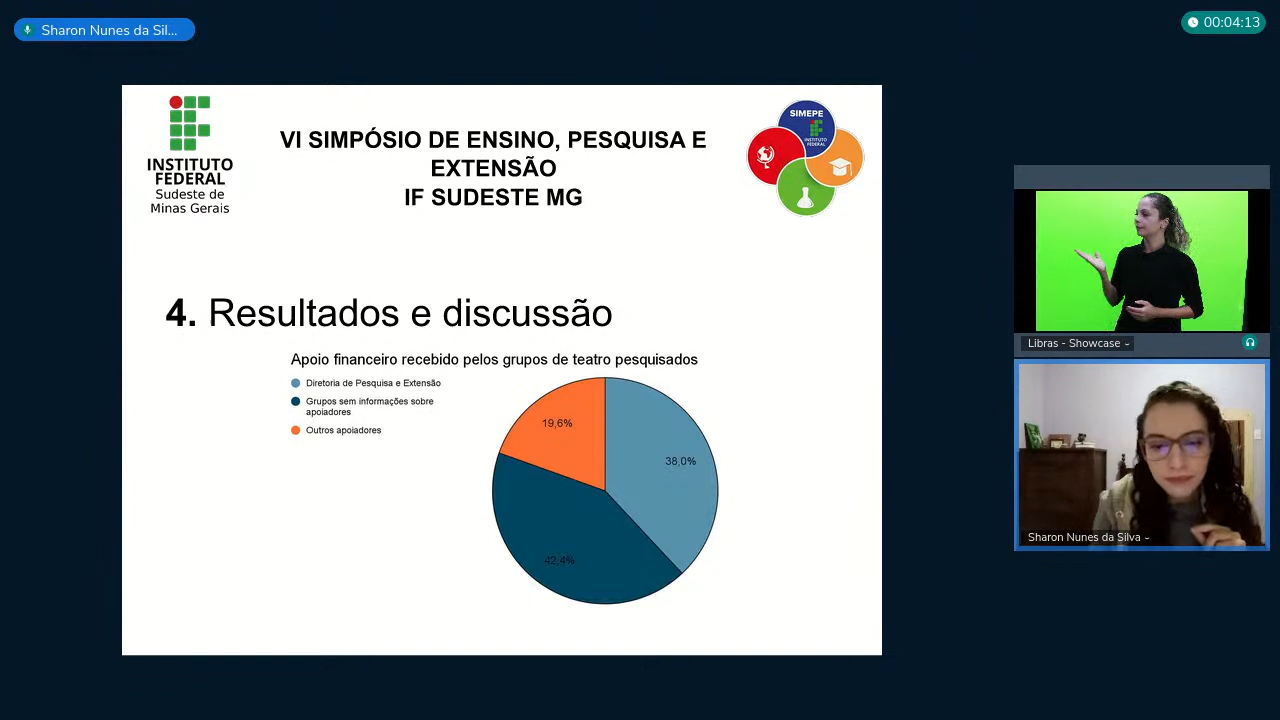 Sharon Nunes da Sil...
00:04:13
INSTITUTO
FEDERAL
Sudeste de
Minas Gerais
VI SIMPÓSIO DE ENSINO, PESQUISA E
EXTENSÃO
IF SUDESTE MG
SIMEPE
INSTITUTO
FEDERAL
4. Resultados e discussão
Apoio financeiro recebido pelos grupos de teatro pesquisados
Diretoria de Pesquisa e Extensão
Grupos sem informações sobre
apoiadores
Outros apoiadores
19,6%
38,0%
42,4%
Libras - Showcase
Sharon Nunes da Silva